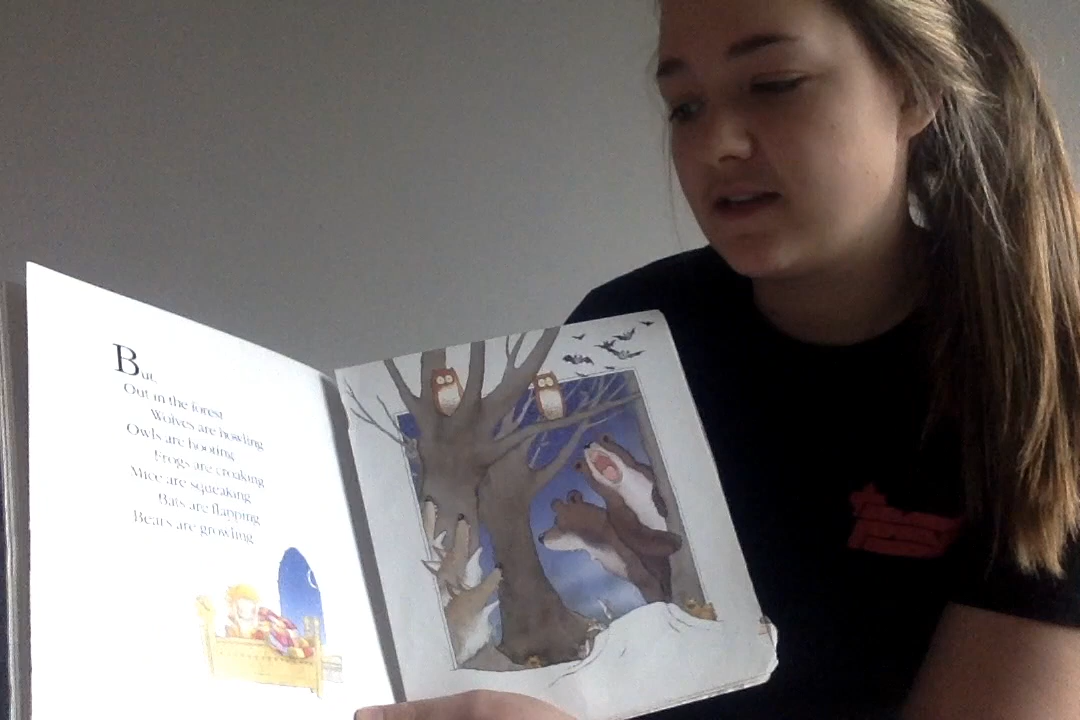 But,
Out in the forest
Wolves are howling
Owls are hooting
Frogs are croaking
Mice are squeaking
Bats are flapping
Bears are growling